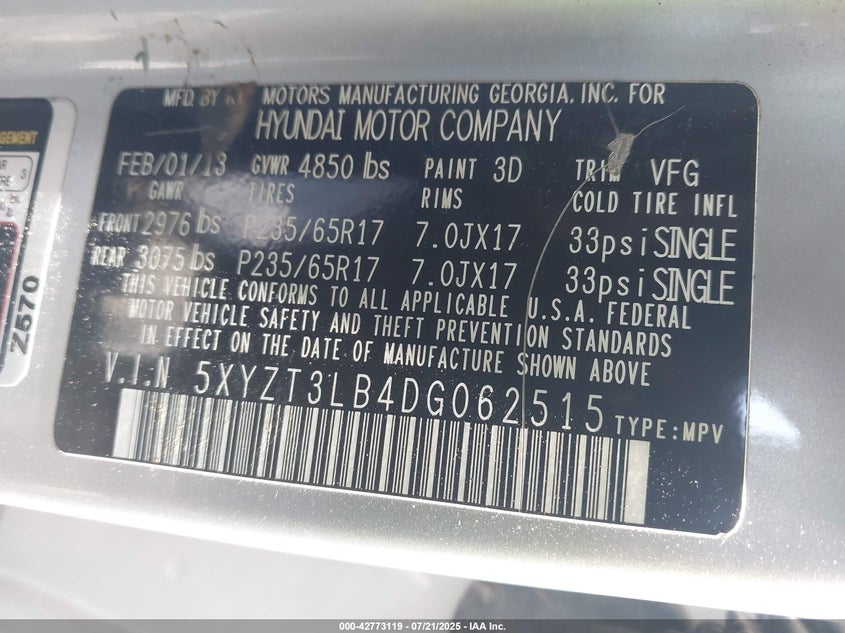 MFD. BY MOTORS MANUFACTURING GEORGIA, INC. FOR
HYUNDAI MOTOR COMPANY
FEB/01/13 GVWR 4850 lbs PAINT 3D TRIM VFG
GAWR TIRES RIMS COLD TIRE INFL
FRONT 2976 lbs P235/65R17 7.0JX17 33psi SINGLE
REAR 3075 lbs P235/65R17 7.0JX17 33psi SINGLE
THIS VEHICLE CONFORMS TO ALL APPLICABLE U.S.A. FEDERAL
MOTOR VEHICLE SAFETY AND THEFT PREVENTION STANDARDS
IN EFFECT ON THE DATE OF MANUFACTURE SHOWN ABOVE
V.I.N 5XYZT3LB4DG062515 TYPE:MPV
3
Z570
000-42773119 - 07/21/2025 - IAA Inc.